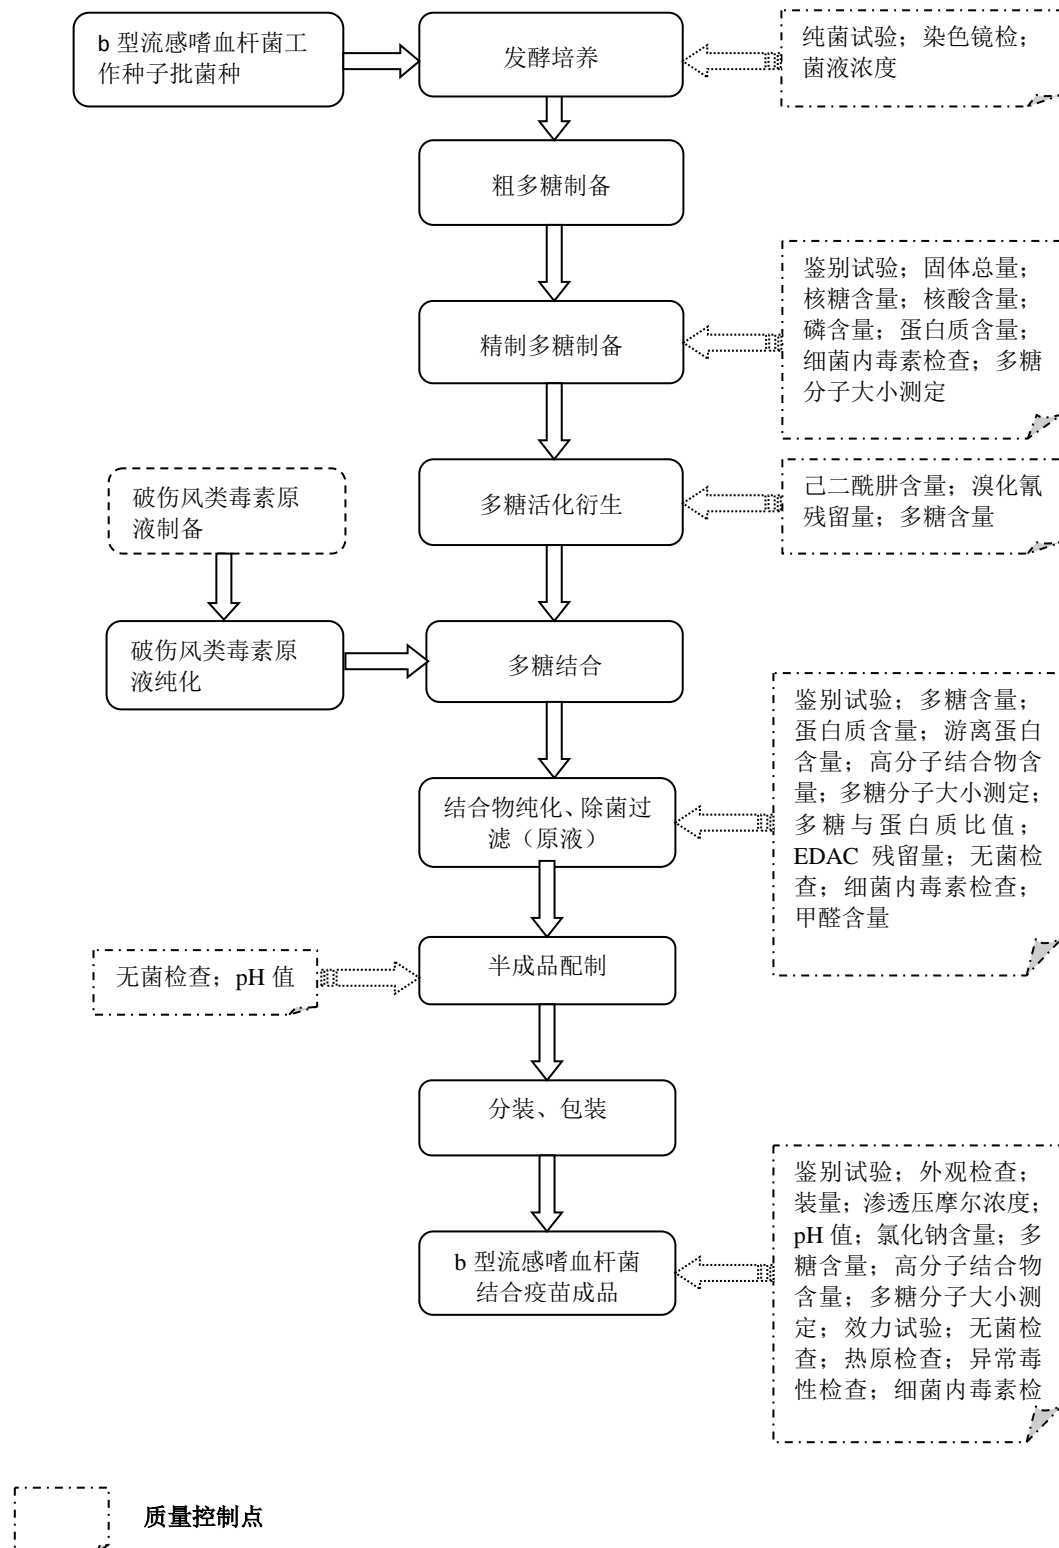 b 型流感嗜血杆菌工
作种子批菌种
发酵培养
纯菌试验；染色镜检；
菌液浓度
粗多糖制备
鉴别试验；固体总量；
核糖含量；核酸含量；
磷含量；蛋白质含量；
细菌内毒素检查；多糖
分子大小测定
精制多糖制备
己二酰肼含量；溴化氰
残留量；多糖含量
多糖活化衍生
破伤风类毒素原
液制备
破伤风类毒素原
液纯化
多糖结合
鉴别试验；多糖含量；
蛋白质含量；游离蛋白
含量；高分子结合物含
量；多糖分子大小测定；
多糖与蛋白质比值；
EDAC 残留量；无菌检
查；细菌内毒素检查；
甲醛含量
结合物纯化、除菌过
滤（原液）
无菌检查；pH 值
半成品配制
分装、包装
鉴别试验；外观检查；
装量；渗透压摩尔浓度；
pH 值；氯化钠含量；多
糖含量；高分子结合物
含量；多糖分子大小测
定；效力试验；无菌检
查；热原检查；异常毒
性检查；细菌内毒素检
b 型流感嗜血杆菌
结合疫苗成品
质量控制点